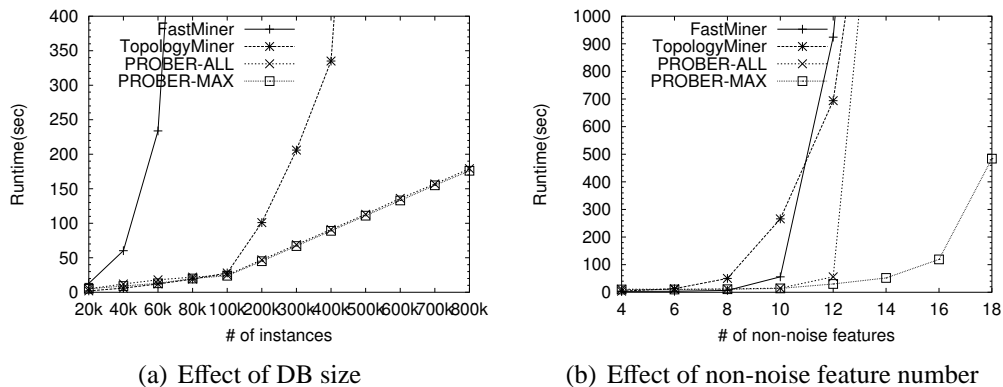 FastMiner
TopologyMiner
PROBER-ALL
PROBER-MAX
Runtime(sec)
400
350
300
250
200
150
100
50
0
20k 40k 60k 80k 100k 200k 300k 400k 500k 600k 700k 800k
# of instances
(a) Effect of DB size
FastMiner
TopologyMiner
PROBER-ALL
PROBER-MAX
Runtime(sec)
1000
900
800
700
600
500
400
300
200
100
0
4 6 8 10 12 14 16 18
# of non-noise features
(b) Effect of non-noise feature number